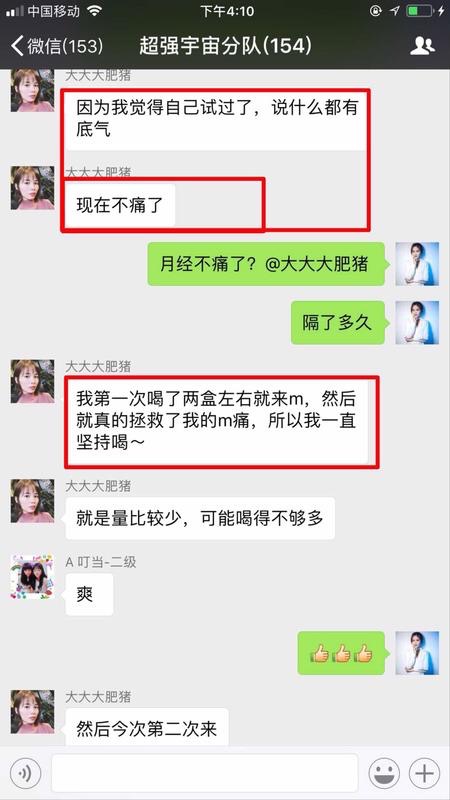 中国移动
下午4:10
微信(153)
超强宇宙分队(154)
大大大肥猪
因为我觉得自己试过了，说什么都有
底气
大大大肥猪
现在不痛了
月经不痛了？@大大大肥猪
隔了多久
大大大肥猪
我第一次喝了两盒左右就来m，然后
就真的拯救了我的m痛，所以我一直
坚持喝～
大大大肥猪
就是量比较少，可能喝得不够多
A 叮当-二级
爽
👍👍👍
大大大肥猪
然后今次第二次来